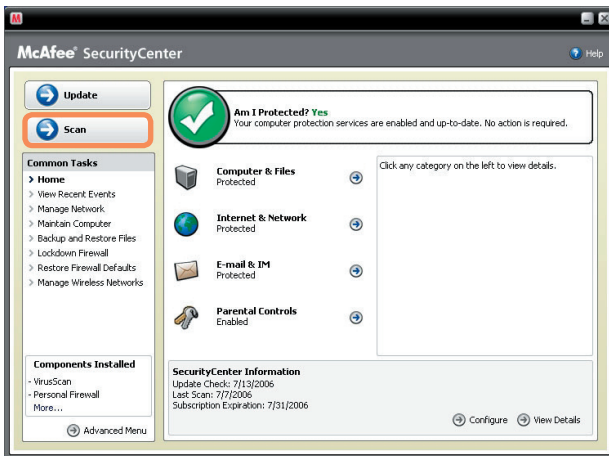 McAfee® SecurityCenter
Help
Update
Scan
Common Tasks
> Home
> View Recent Events
> Manage Network
> Maintain Computer
> Backup and Restore Files
> Lockdown Firewall
> Restore Firewall Defaults
> Manage Wireless Networks
Components Installed
- VirusScan
- Personal Firewall
More...
Advanced Menu
Am I Protected? Yes
Your computer protection services are enabled and up-to-date. No action is required.
Computer & Files
Protected
Internet & Network
Protected
E-mail & IM
Protected
Parental Controls
Enabled
Click any category on the left to view details.
SecurityCenter Information
Update Check: 7/13/2006
Last Scan: 7/7/2006
Subscription Expiration: 7/31/2006
Configure
View Details